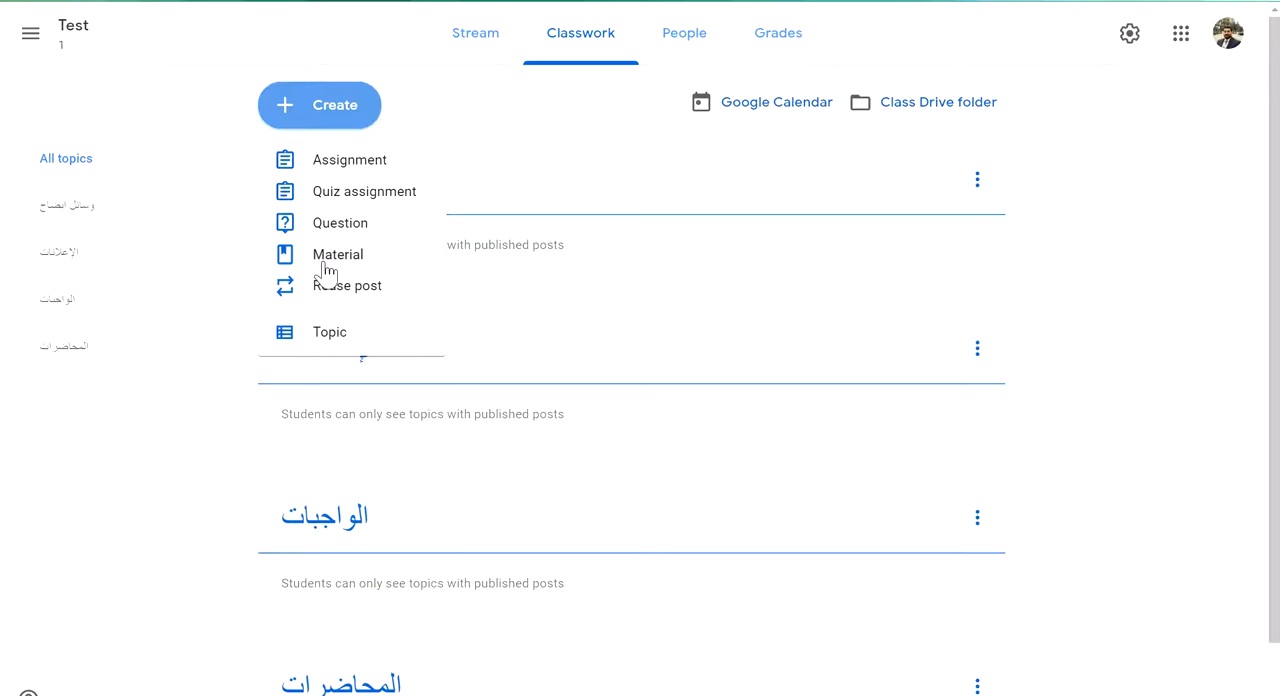 Test
1
Stream
Classwork
People
Grades
Create
Google Calendar
Class Drive folder
Assignment
Quiz assignment
Question
Material
Reuse post
Topic
All topics
وسائل ايضاح
الإعلانات
الواجبات
المحاضرات
with published posts
Students can only see topics with published posts
الواجبات
Students can only see topics with published posts
المحاضرات